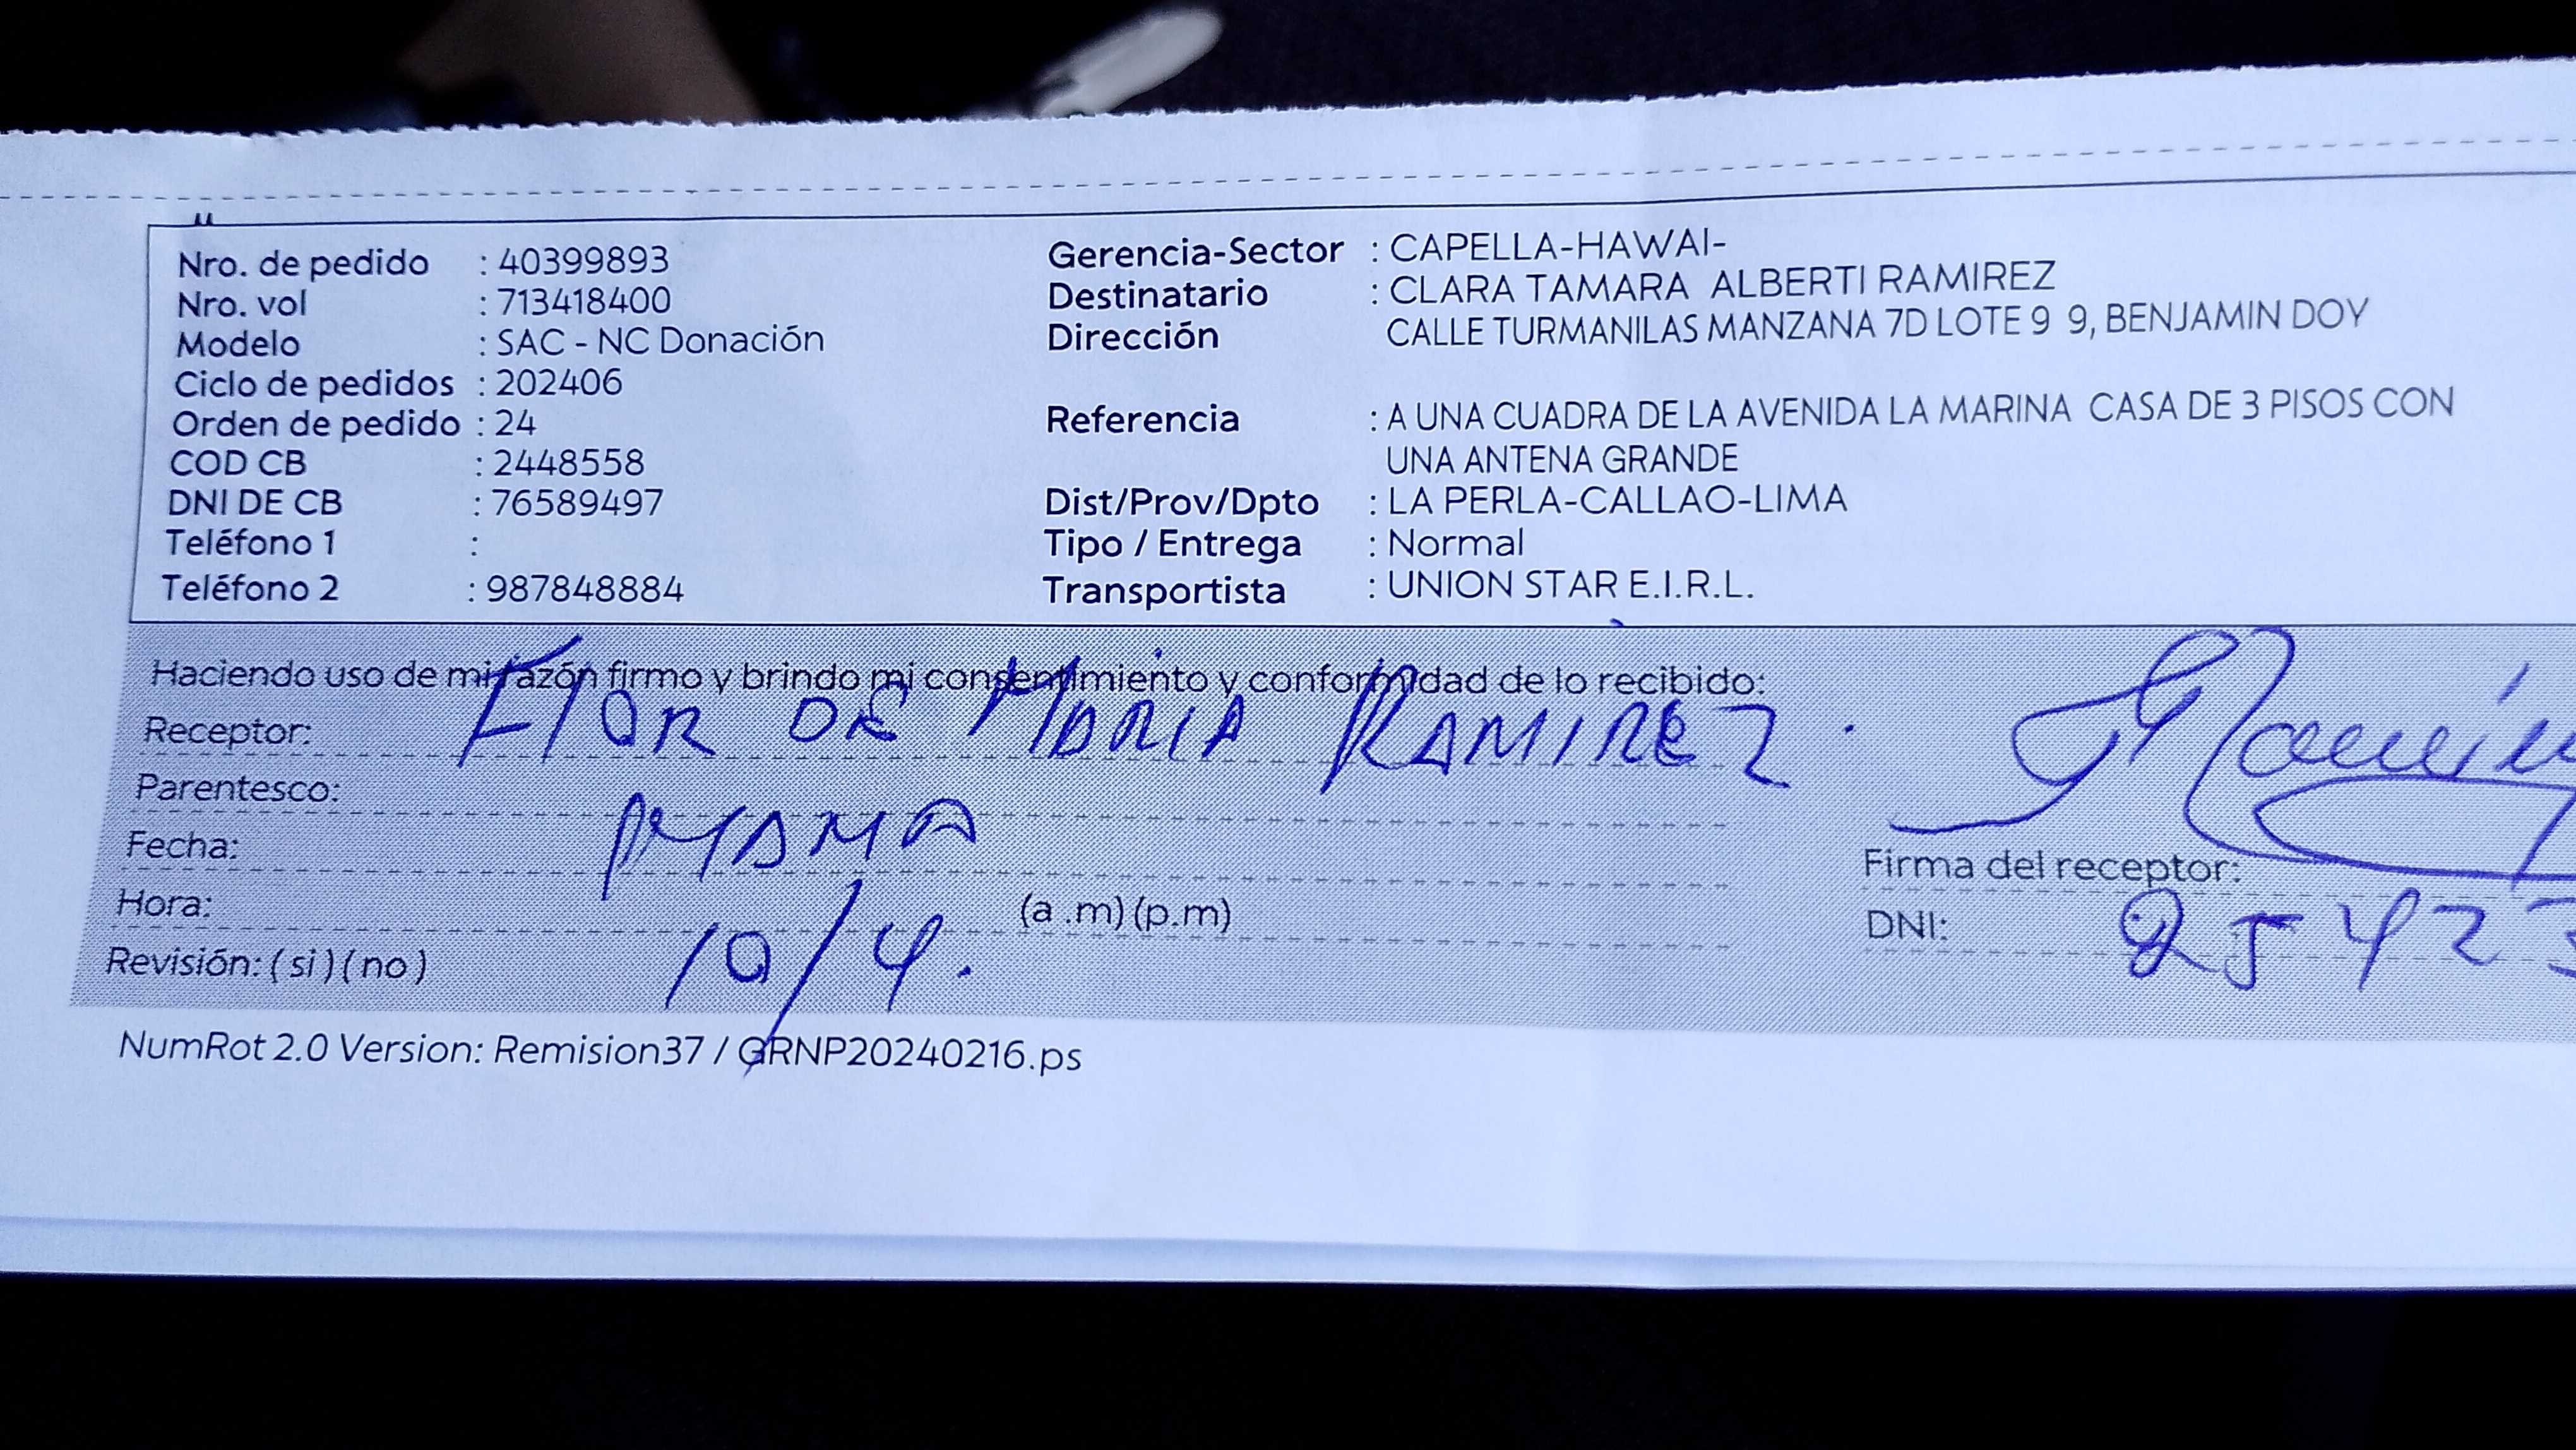 Nro. de pedido : 40399893
Nro. vol : 713418400
Modelo : SAC - NC Donación
Ciclo de pedidos : 202406
Orden de pedido : 24
COD CB : 2448558
DNI DE CB : 76589497
Teléfono 1 :
Teléfono 2 : 987848884
Gerencia-Sector : CAPELLA-HAWAI-
Destinatario : CLARA TAMARA ALBERTI RAMIREZ
Dirección CALLE TURMANILAS MANZANA 7D LOTE 9 9, BENJAMIN DOY
Referencia : A UNA CUADRA DE LA AVENIDA LA MARINA CASA DE 3 PISOS CON
UNA ANTENA GRANDE
Dist/Prov/Dpto : LA PERLA-CALLAO-LIMA
Tipo / Entrega : Normal
Transportista : UNION STAR E.I.R.L.
Haciendo uso de mi razón firmo y brindo mi consentimiento y conformidad de lo recibido:
Receptor: FlOR DE MARIA RAMIREZ
Parentesco: MAMA
Fecha: 10/4.
Hora: (a .m) (p.m)
Revisión: ( si ) ( no )
Firma del receptor:
DNI: 25423
NumRot 2.0 Version: Remision37 / GRNP20240216.ps